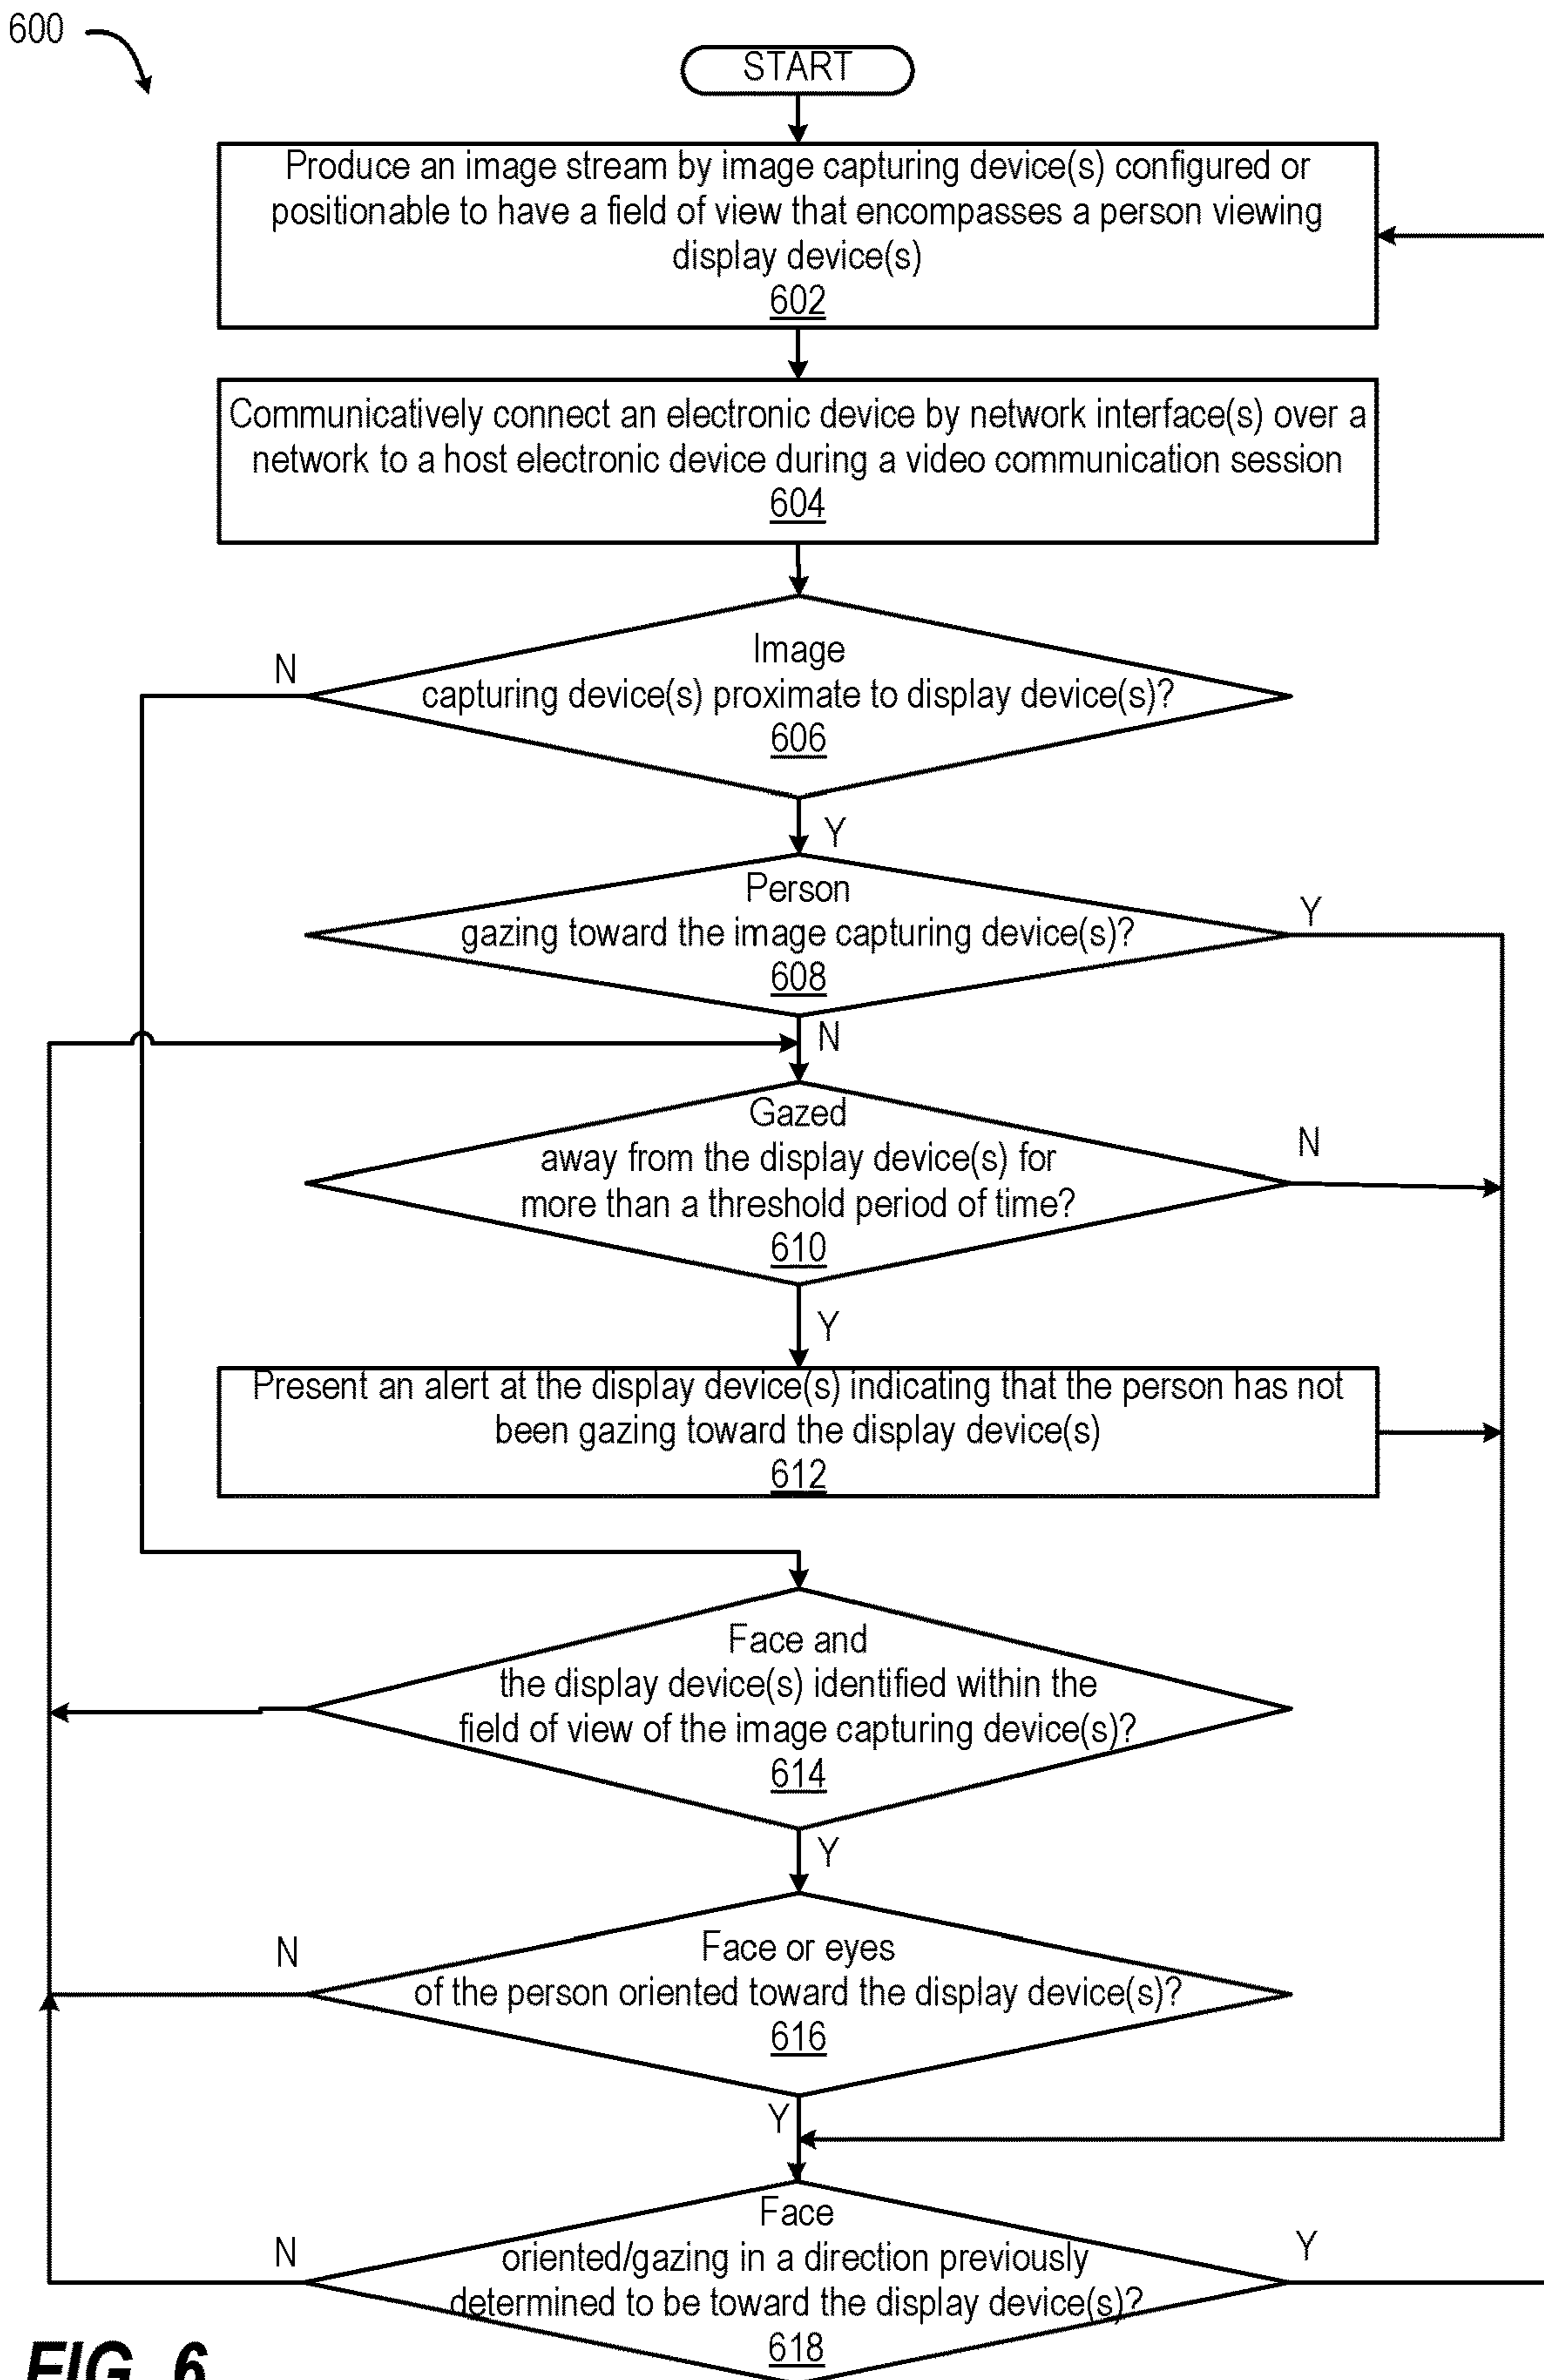 600
START
Produce an image stream by image capturing device(s) configured or
positionable to have a field of view that encompasses a person viewing
display device(s)
602
Communicatively connect an electronic device by network interface(s) over a
network to a host electronic device during a video communication session
604
N
Image
capturing device(s) proximate to display device(s)?
606
Y
Person
gazing toward the image capturing device(s)?
608
Y
N
Gazed
away from the display device(s) for
more than a threshold period of time?
610
N
Y
Present an alert at the display device(s) indicating that the person has not
been gazing toward the display device(s)
612
Face and
the display device(s) identified within the
field of view of the image capturing device(s)?
614
Y
N
Face or eyes
of the person oriented toward the display device(s)?
616
Y
N
Face
oriented/gazing in a direction previously
determined to be toward the display device(s)?
618
Y
FIG. 6